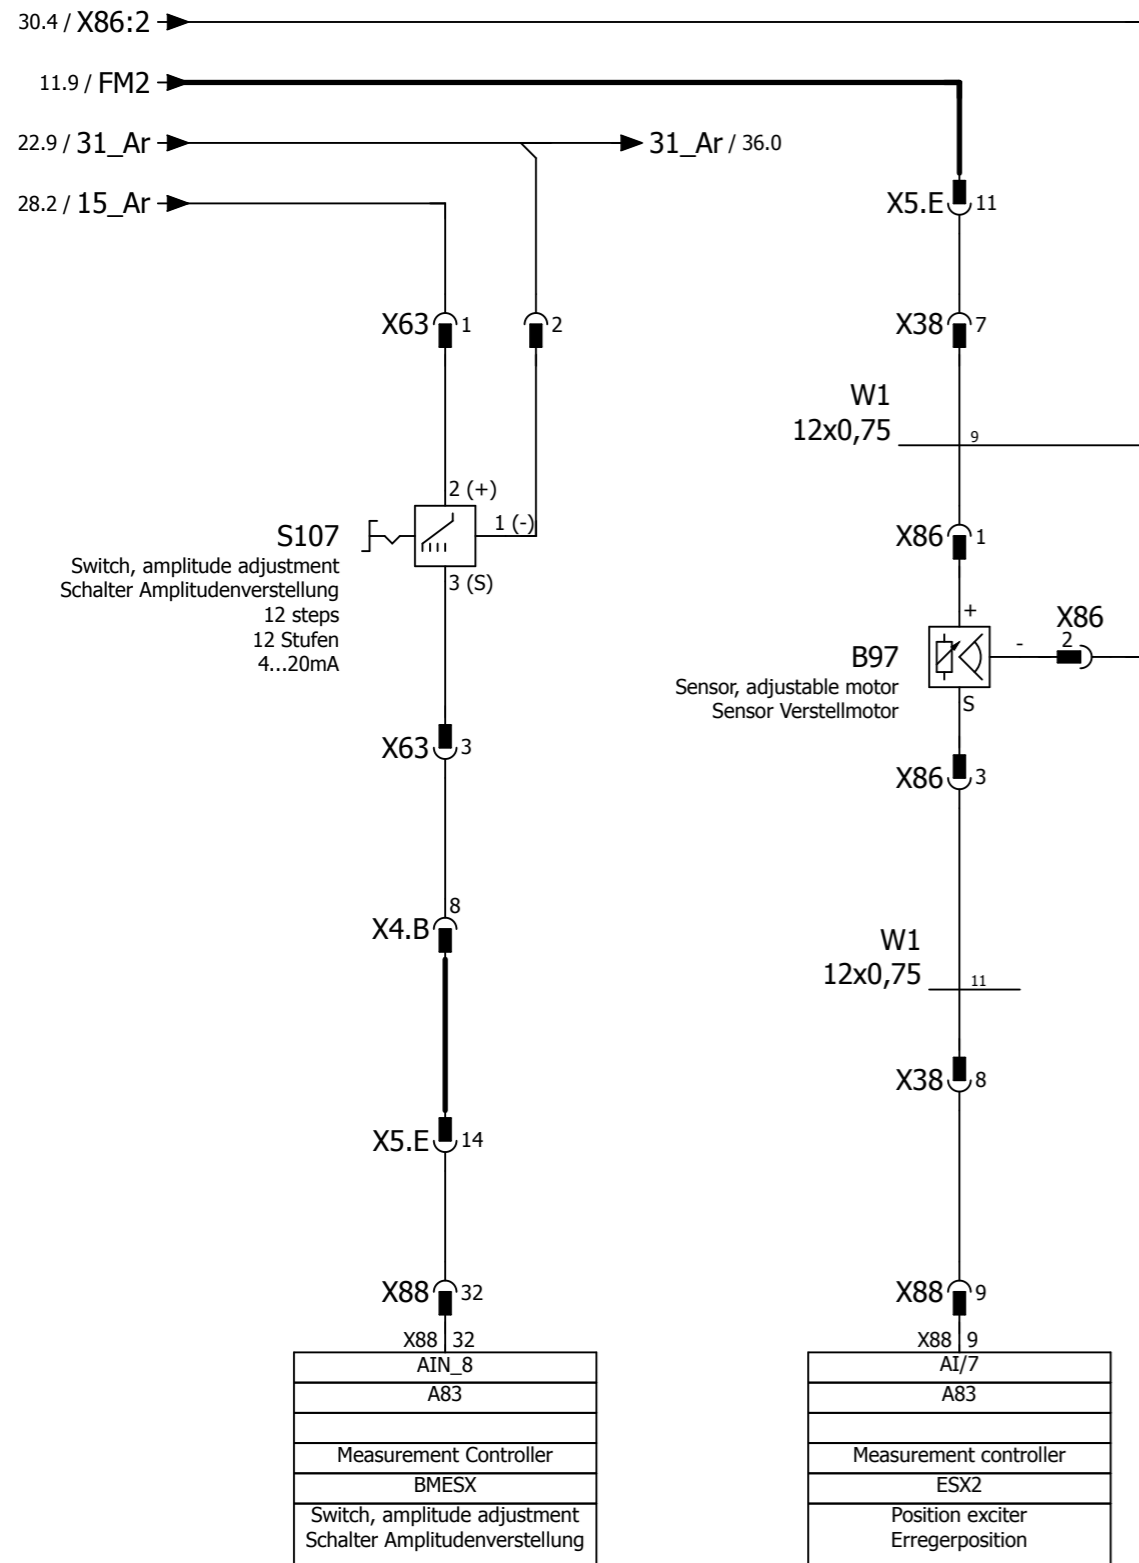 30.4 / X86:2
11.9 / FM2
22.9 / 31_Ar
31_Ar / 36.0
28.2 / 15_Ar
X5.E 11
X63 1
2
X38 7
W1
12x0,75
9
2 (+)
1 (-)
3 (S)
S107
Switch, amplitude adjustment
Schalter Amplitudenverstellung
12 steps
12 Stufen
4...20mA
X86 1
+
-
S
B97
Sensor, adjustable motor
Sensor Verstellmotor
X86
2
X63 3
X86 3
8
X4.B
W1
12x0,75
11
X38 8
X5.E 14
X88 32
X88 32
AIN_8
A83
Measurement Controller
BMESX
Switch, amplitude adjustment
Schalter Amplitudenverstellung
X88 9
X88 9
AI/7
A83
Measurement controller
ESX2
Position exciter
Erregerposition